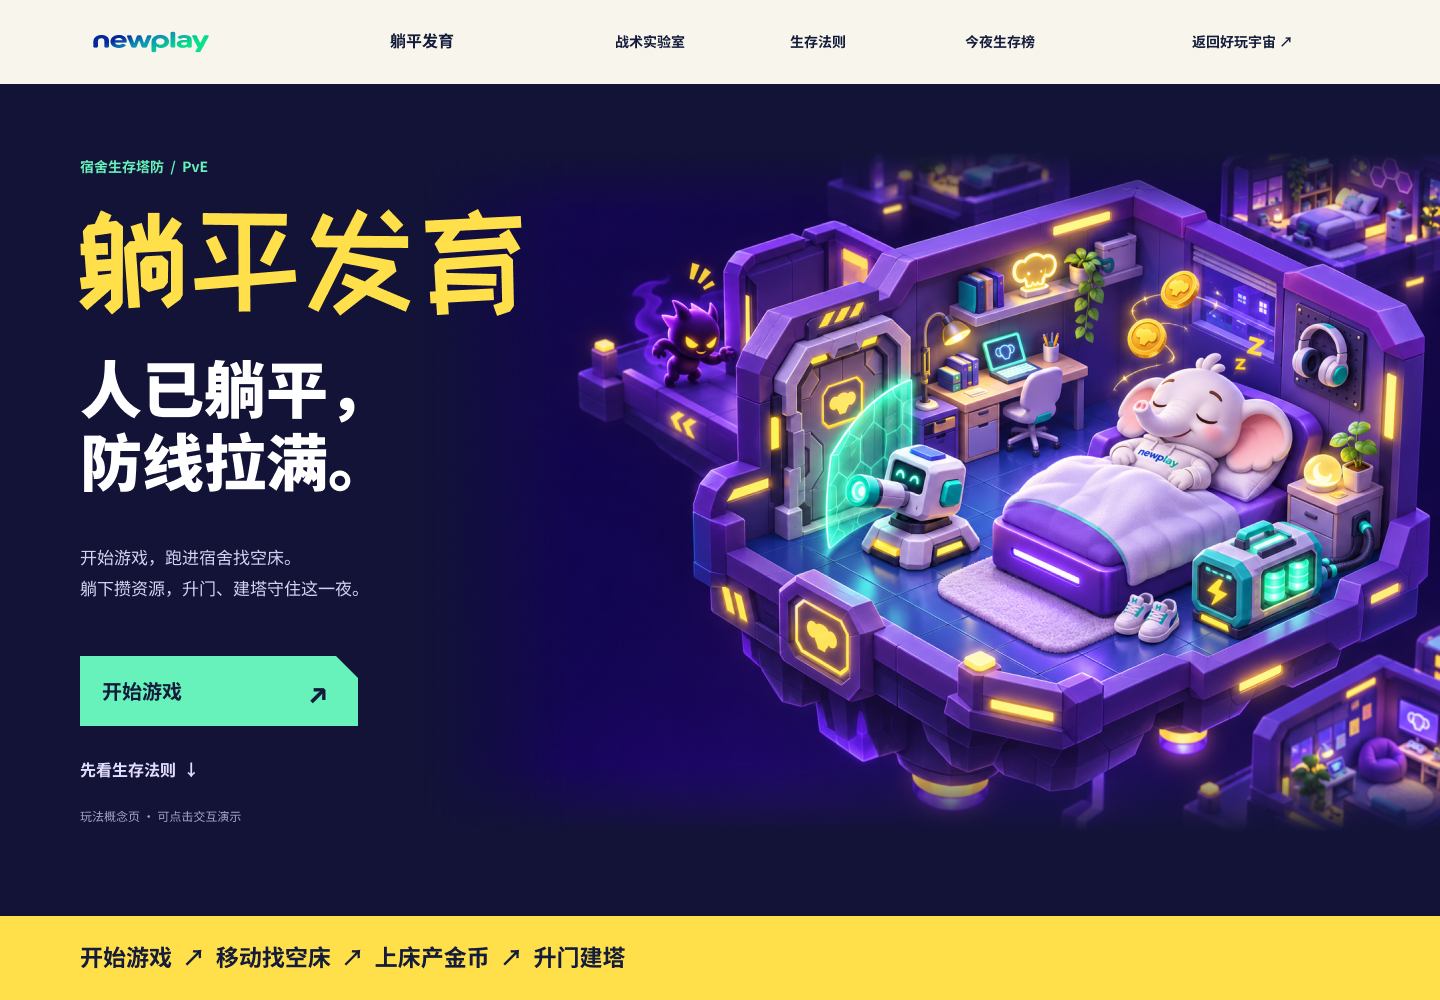 newplay
躺平发育
战术实验室
生存法则
今夜生存榜
返回好玩宇宙 ↗
宿舍生存塔防 / PvE
躺平发育
人已躺平，
防线拉满。
开始游戏，跑进宿舍找空床。
躺下攒资源，升门、建塔守住这一夜。
开始游戏 ↗
先看生存法则 ↓
玩法概念页 · 可点击交互演示
z
z
newplay
开始游戏 ↗ 移动找空床 ↗ 上床产金币 ↗ 升门建塔